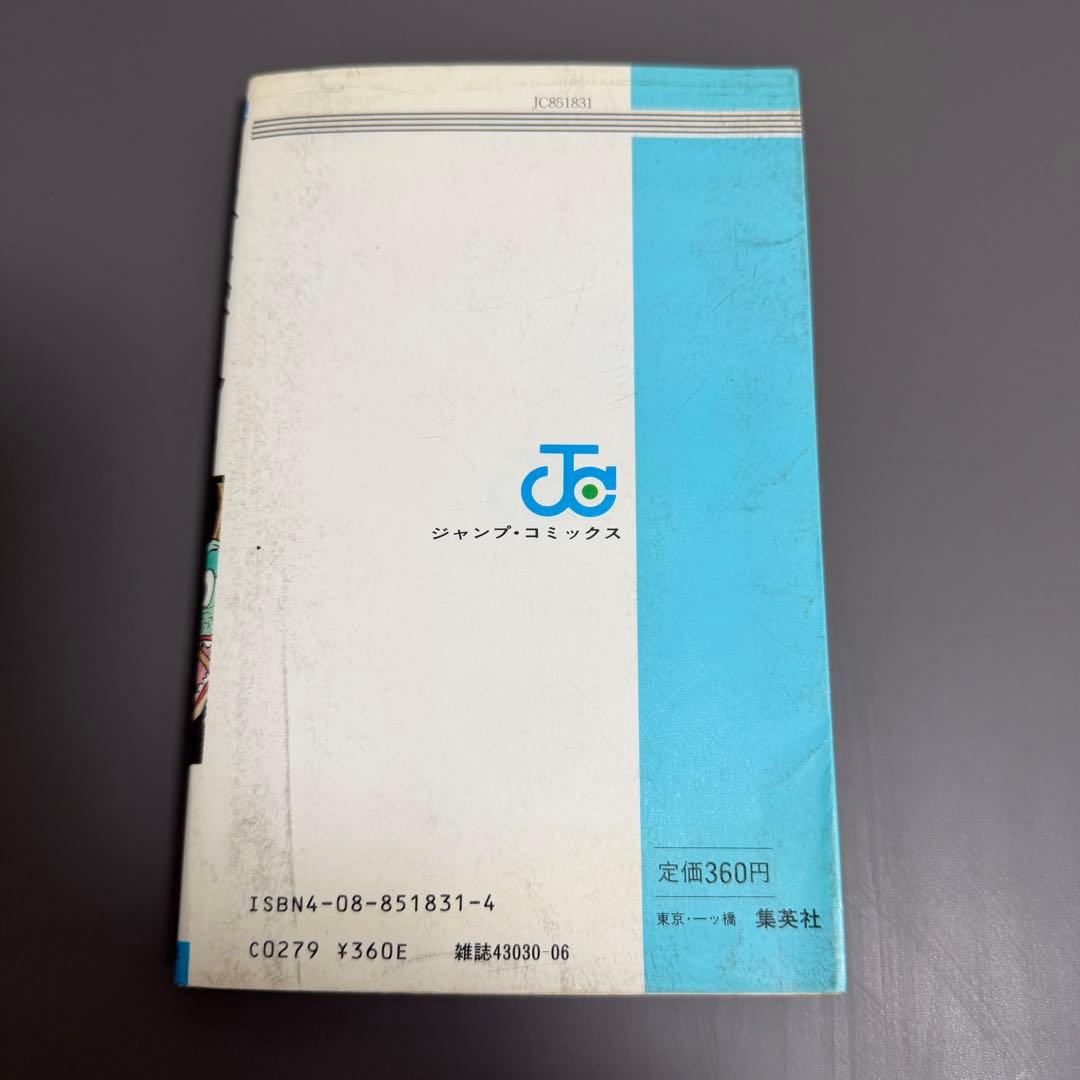 JC851831
JC
ジャンプ・コミックス
定価360円
ISBN4-08-851831-4
東京・一ッ橋 集英社
C0279 ¥360E 雑誌43030-06